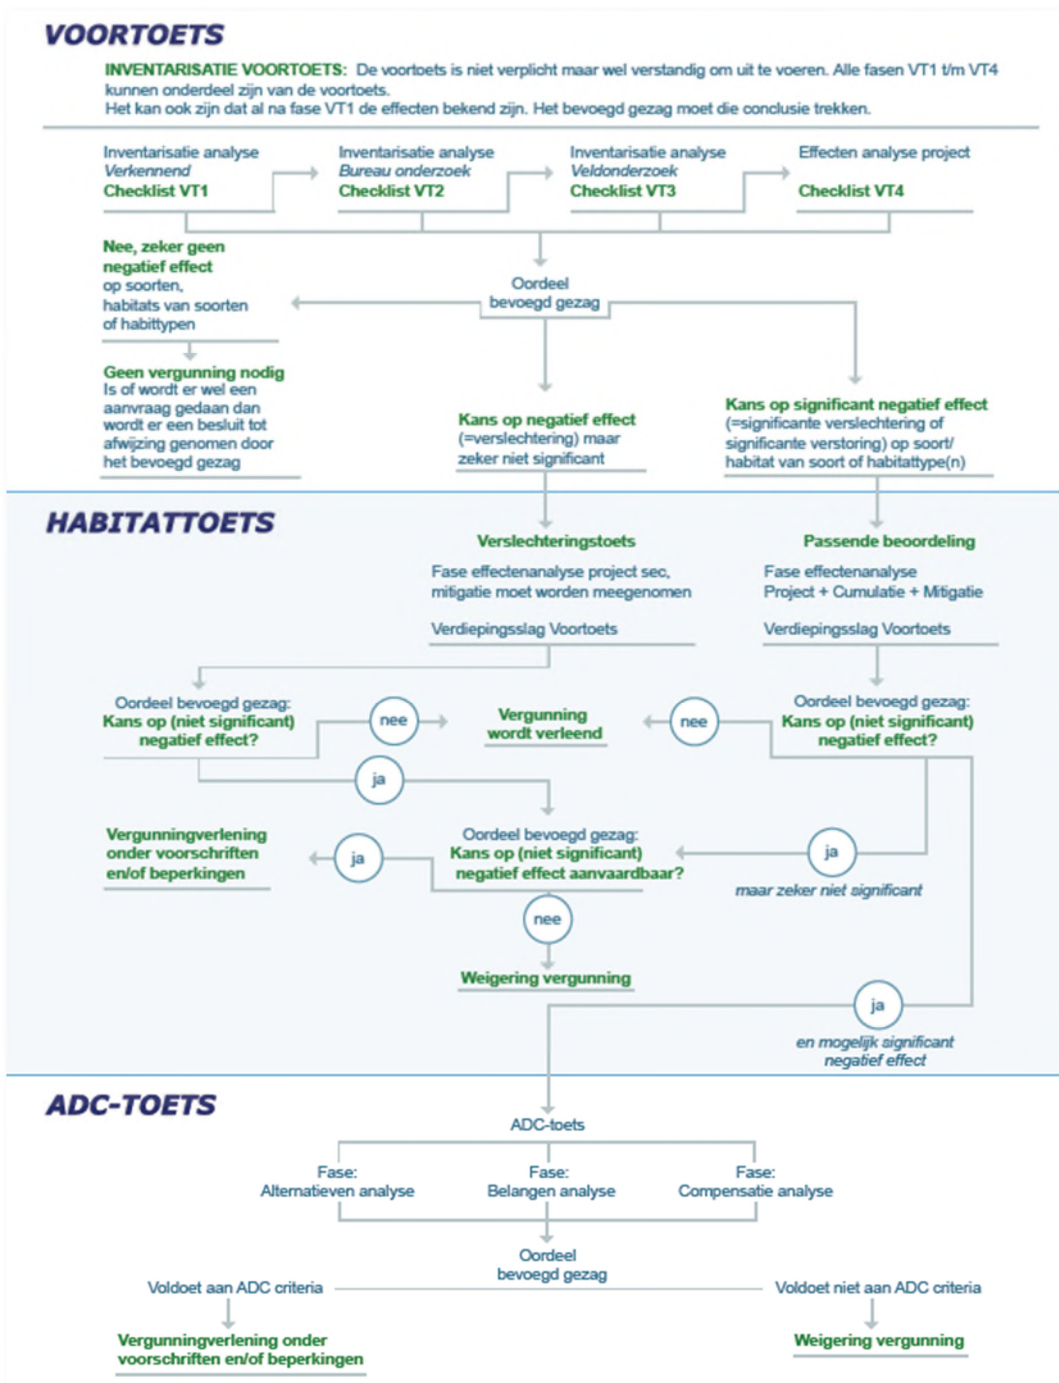 VOORTOETS
INVENTARISATIE VOORTOETS: De voortoets is niet verplicht maar wel verstandig om uit te voeren. Alle fasen VT1 t/m VT4
kunnen onderdeel zijn van de voortoets.
Het kan ook zijn dat al na fase VT1 de effecten bekend zijn. Het bevoegd gezag moet die conclusie trekken.
Inventarisatie analyse
Verkennend
Checklist VT1
Inventarisatie analyse
Bureau onderzoek
Checklist VT2
Inventarisatie analyse
Veldonderzoek
Checklist VT3
Effecten analyse project
Checklist VT4
Nee, zeker geen
negatief effect
op soorten,
habitats van soorten
of habittypen
Oordeel
bevoegd gezag
Geen vergunning nodig
Is of wordt er wel een
aanvraag gedaan dan
wordt er een besluit tot
afwijzing genomen door
het bevoegd gezag
Kans op negatief effect
(=verslechtering) maar
zeker niet significant
Kans op significant negatief effect
(=significante verslechtering of
significante verstoring) op soort/
habitat van soort of habitattype(n)
HABITATTOETS
Verslechteringstoets
Fase effectenanalyse project sec,
mitigatie moet worden meegenomen
Verdiepingsslag Voortoets
Passende beoordeling
Fase effectenanalyse
Project + Cumulatie + Mitigatie
Verdiepingsslag Voortoets
Oordeel bevoegd gezag:
Kans op (niet significant)
negatief effect?
nee
Vergunning
wordt verleend
nee
Oordeel bevoegd gezag:
Kans op (niet significant)
negatief effect?
ja
Vergunningverlening
onder voorschriften
en/of beperkingen
ja
Oordeel bevoegd gezag:
Kans op (niet significant)
negatief effect aanvaardbaar?
ja
maar zeker niet significant
nee
Weigering vergunning
ja
en mogelijk significant
negatief effect
ADC-TOETS
ADC-toets
Fase:
Alternatieven analyse
Fase:
Belangen analyse
Fase:
Compensatie analyse
Oordeel
bevoegd gezag
Voldoet aan ADC criteria
Voldoet niet aan ADC criteria
Vergunningverlening onder
voorschriften en/of beperkingen
Weigering vergunning